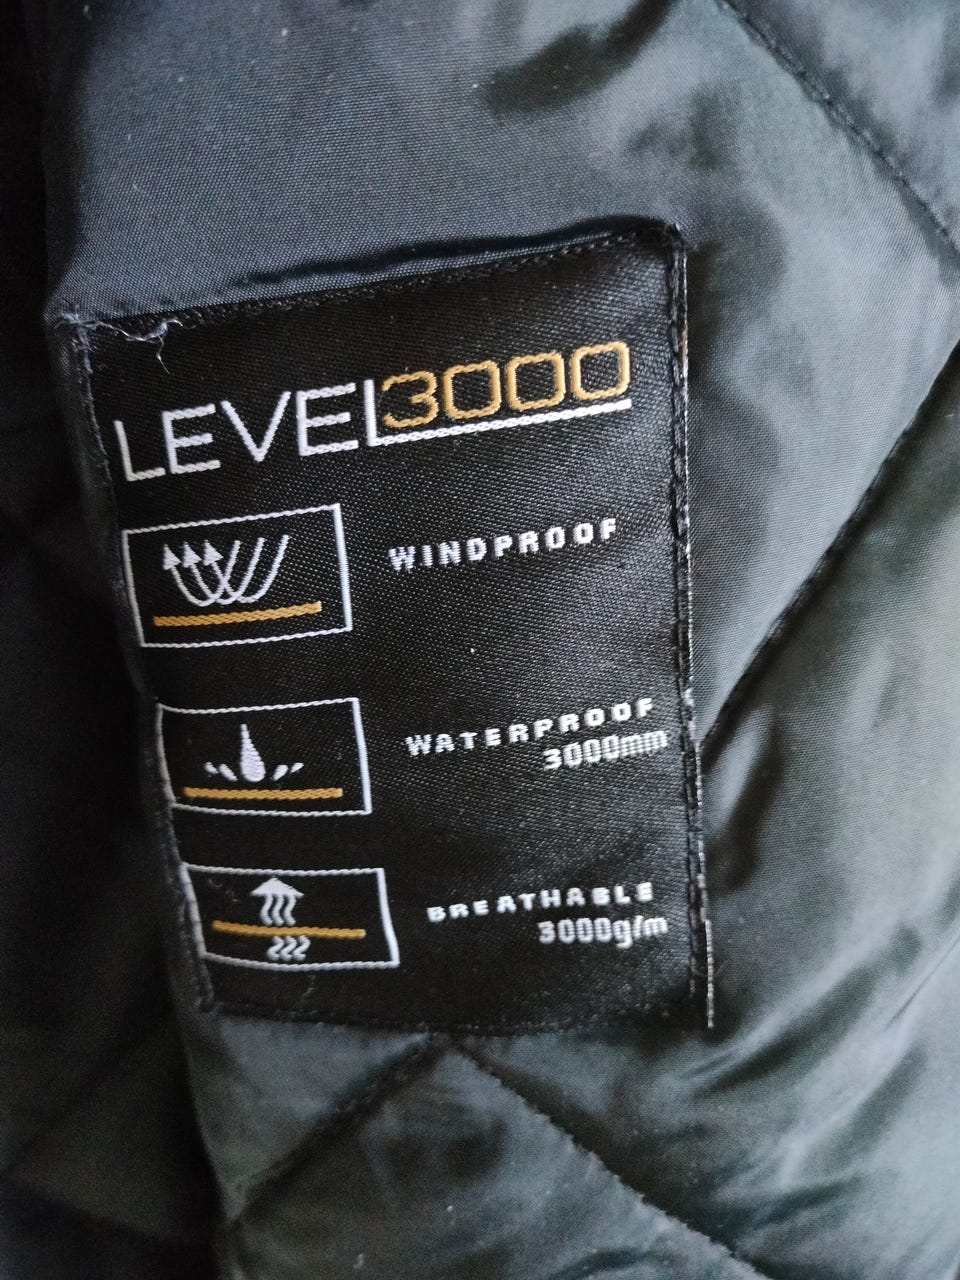 LEVEL3000
WINDPROOF
WATERPROOF
3000mm
BREATHABLE
3000g/m